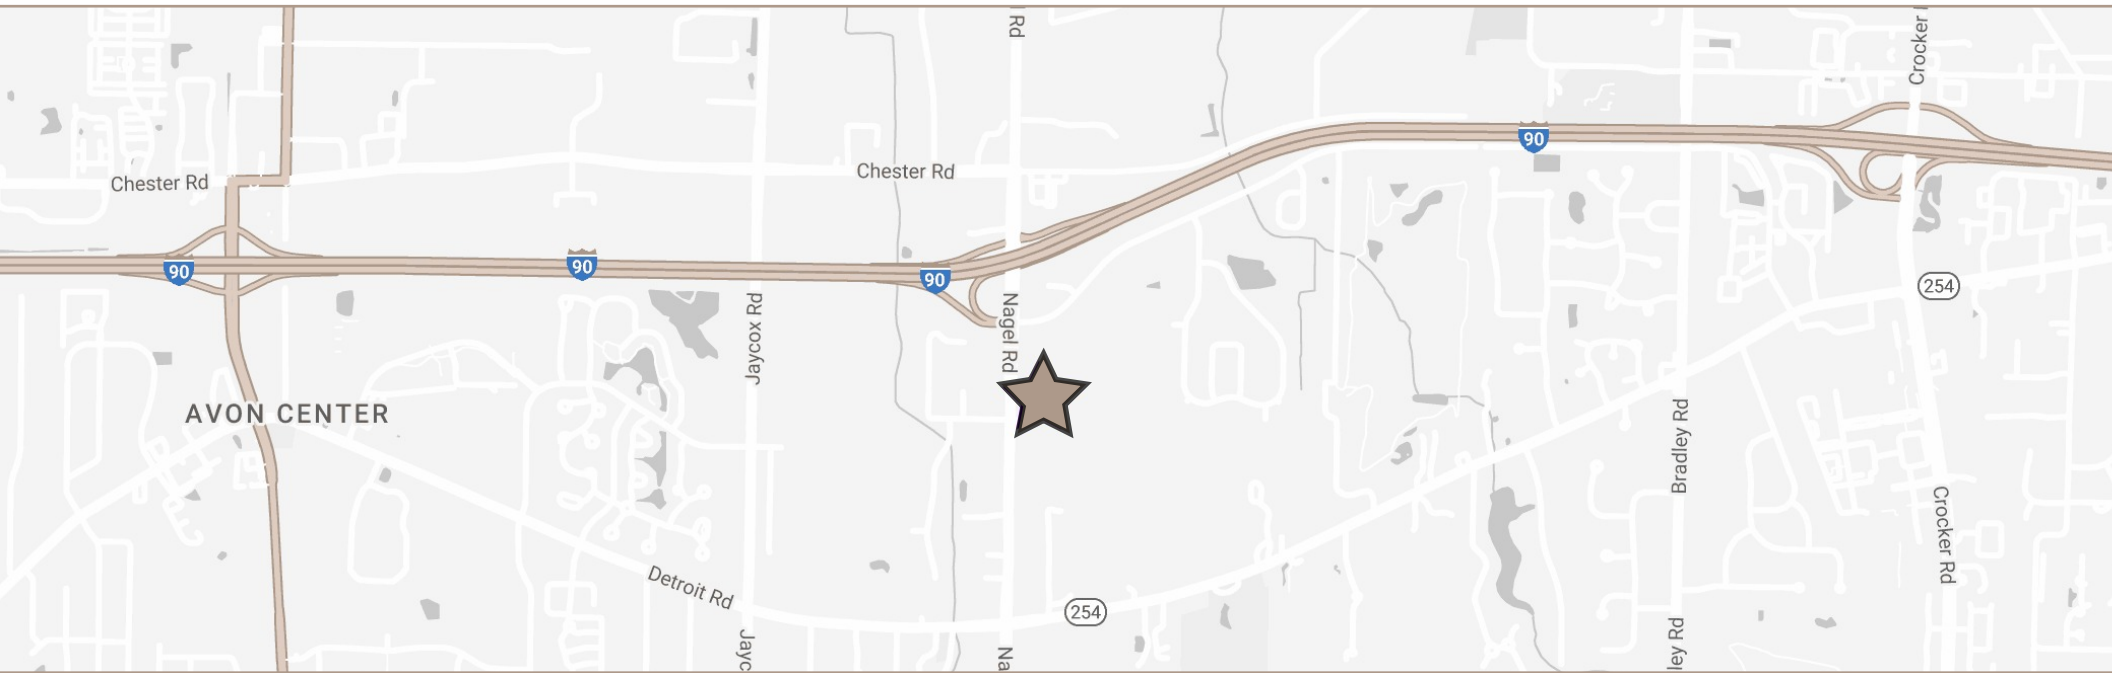 Rd
Crocker
90
Chester Rd
Chester Rd
90
90
90
254
Nagel Rd
Jaycox Rd
AVON CENTER
Bradley Rd
Crocker Rd
Detroit Rd
254
Jayc
Na
ley Rd